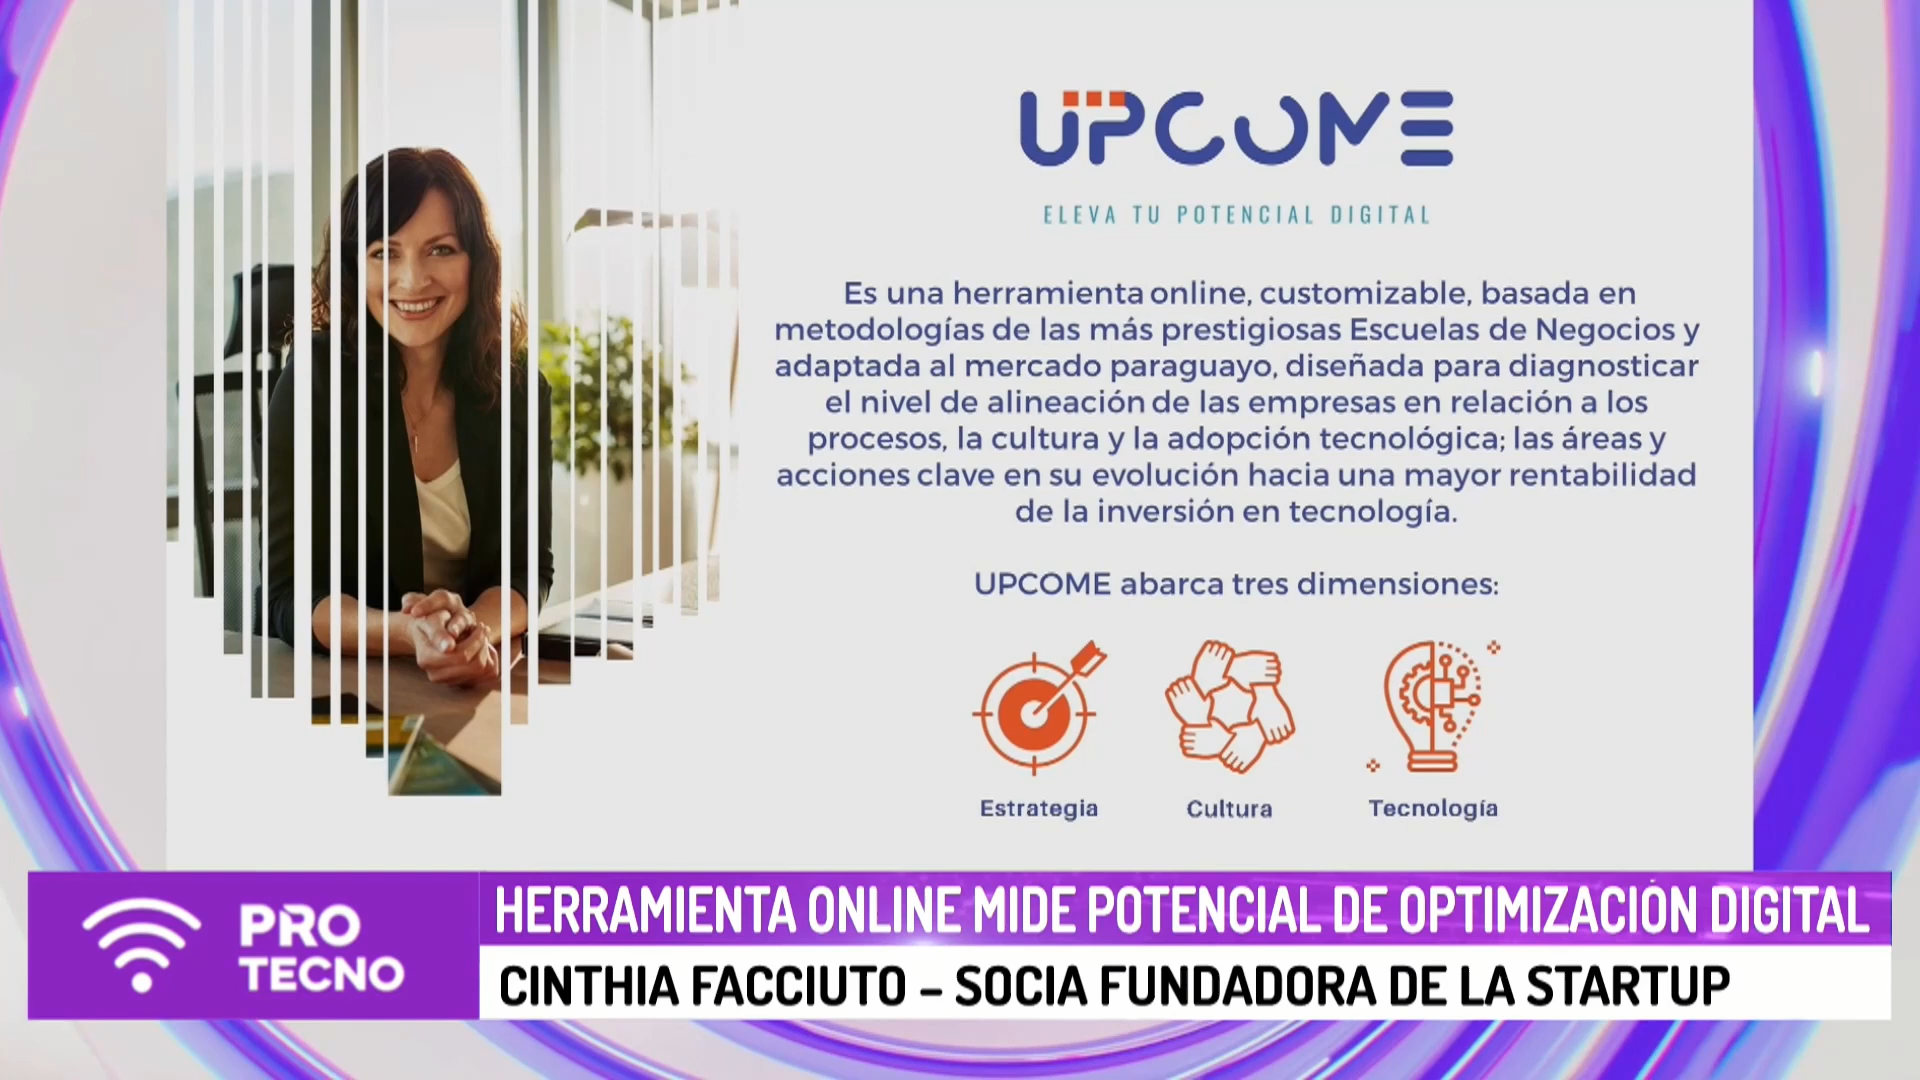 UPCOME
ELEVA TU POTENCIAL DIGITAL
Es una herramienta online, customizable, basada en
metodologías de las más prestigiosas Escuelas de Negocios y
adaptada al mercado paraguayo, diseñada para diagnosticar
el nivel de alineación de las empresas en relación a los
procesos, la cultura y la adopción tecnológica; las áreas y
acciones clave en su evolución hacia una mayor rentabilidad
de la inversión en tecnología.
UPCOME abarca tres dimensiones:
Estrategia
Cultura
Tecnología
PRO
TECNO
HERRAMIENTA ONLINE MIDE POTENCIAL DE OPTIMIZACIÓN DIGITAL
CINTHIA FACCIUTO – SOCIA FUNDADORA DE LA STARTUP